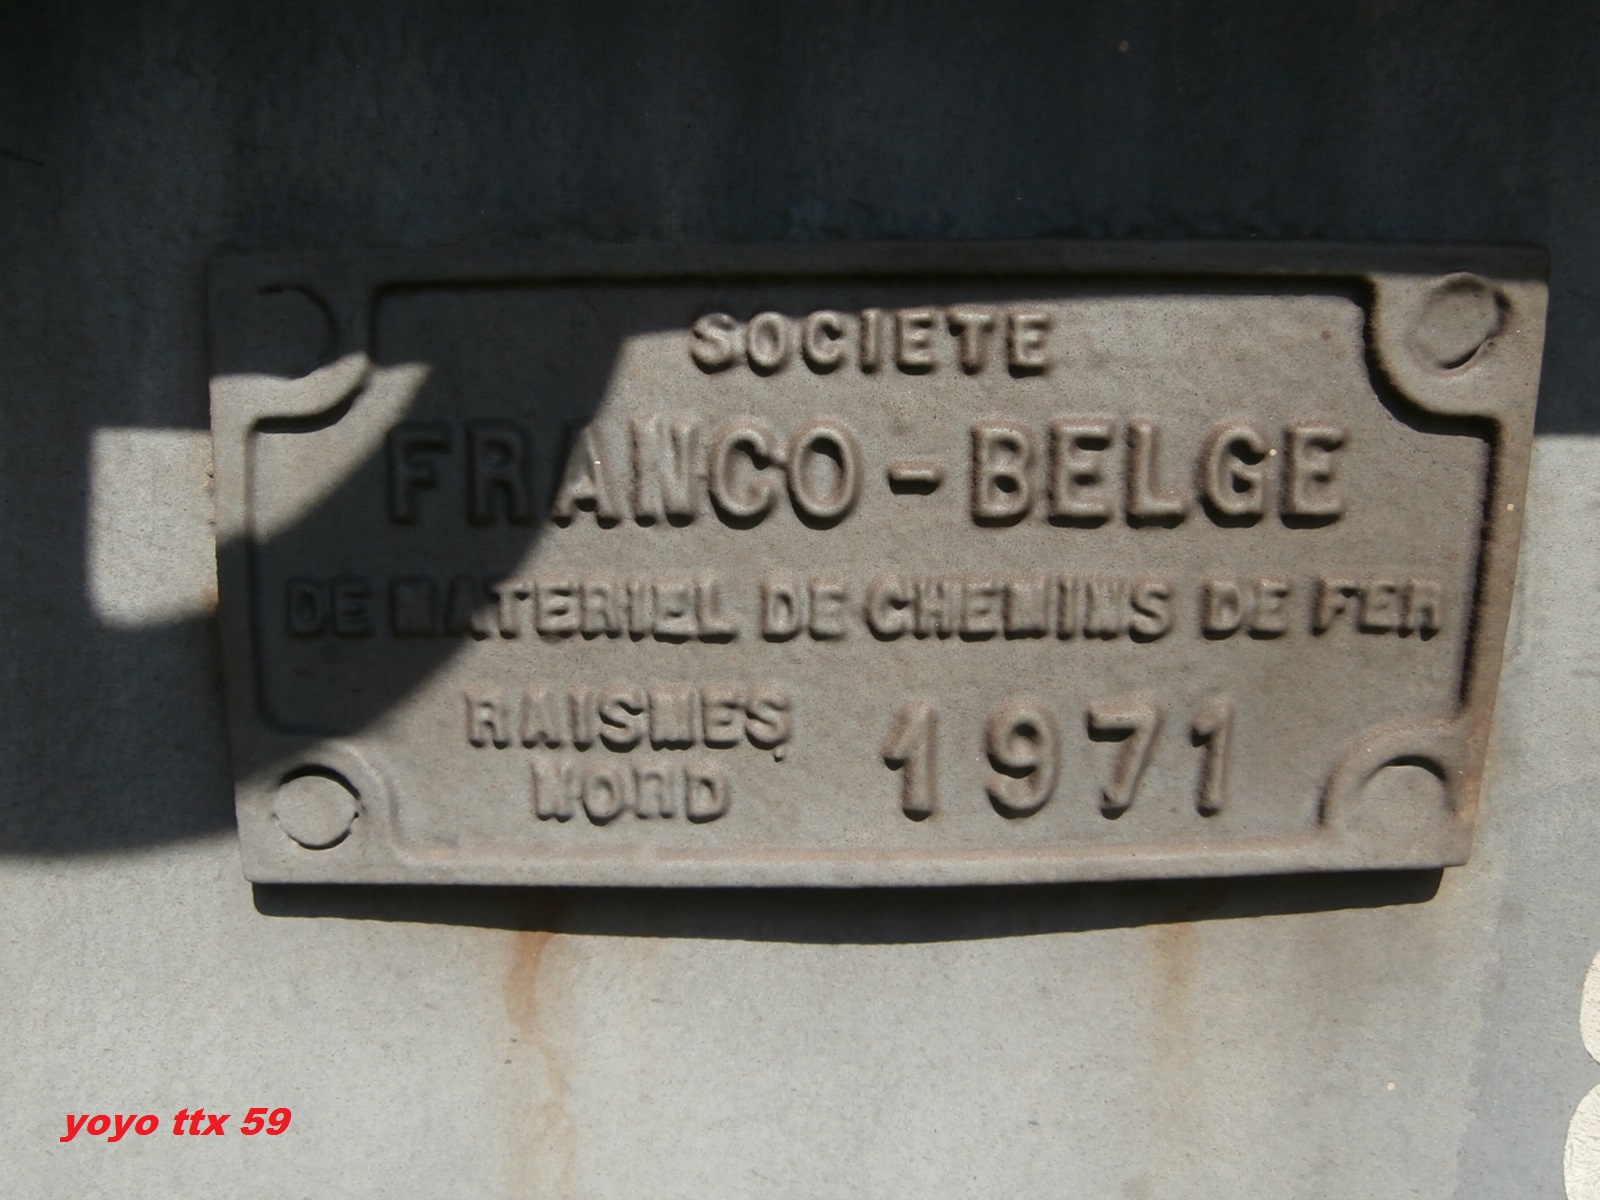 SOCIETE
FRANCO-BELGE
DE MATERIEL DE CHEMINS DE FER
RAISMES, 1971
NORD
yoyo ttx 59